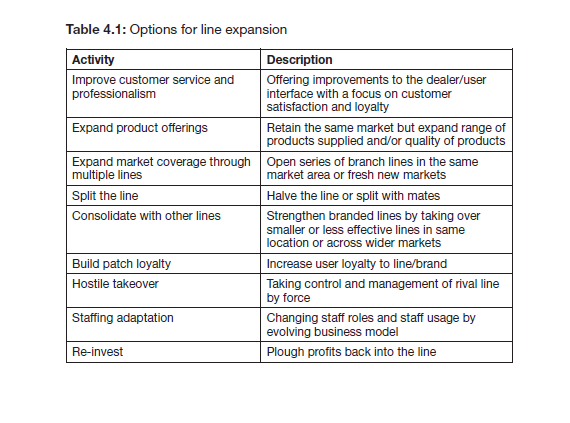 Table 4.1: Options for line expansion
Activity Description
Improve customer service and professionalism Offering improvements to the dealer/user
interface with a focus on customer
satisfaction and loyalty
Expand product offerings Retain the same market but expand range of
products supplied and/or quality of products
Expand market coverage through Open series of branch lines in the same
multiple lines market area or fresh new markets
Split the line Halve the line or split with mates
Consolidate with other lines Strengthen branded lines by taking over
smaller or less effective lines in same
location or across wider markets
Build patch loyalty Increase user loyalty to line/brand
Hostile takeover Taking control and management of rival line
by force
Staffing adaptation Changing staff roles and staff usage by
evolving business model
Re-invest Plough profits back into the line